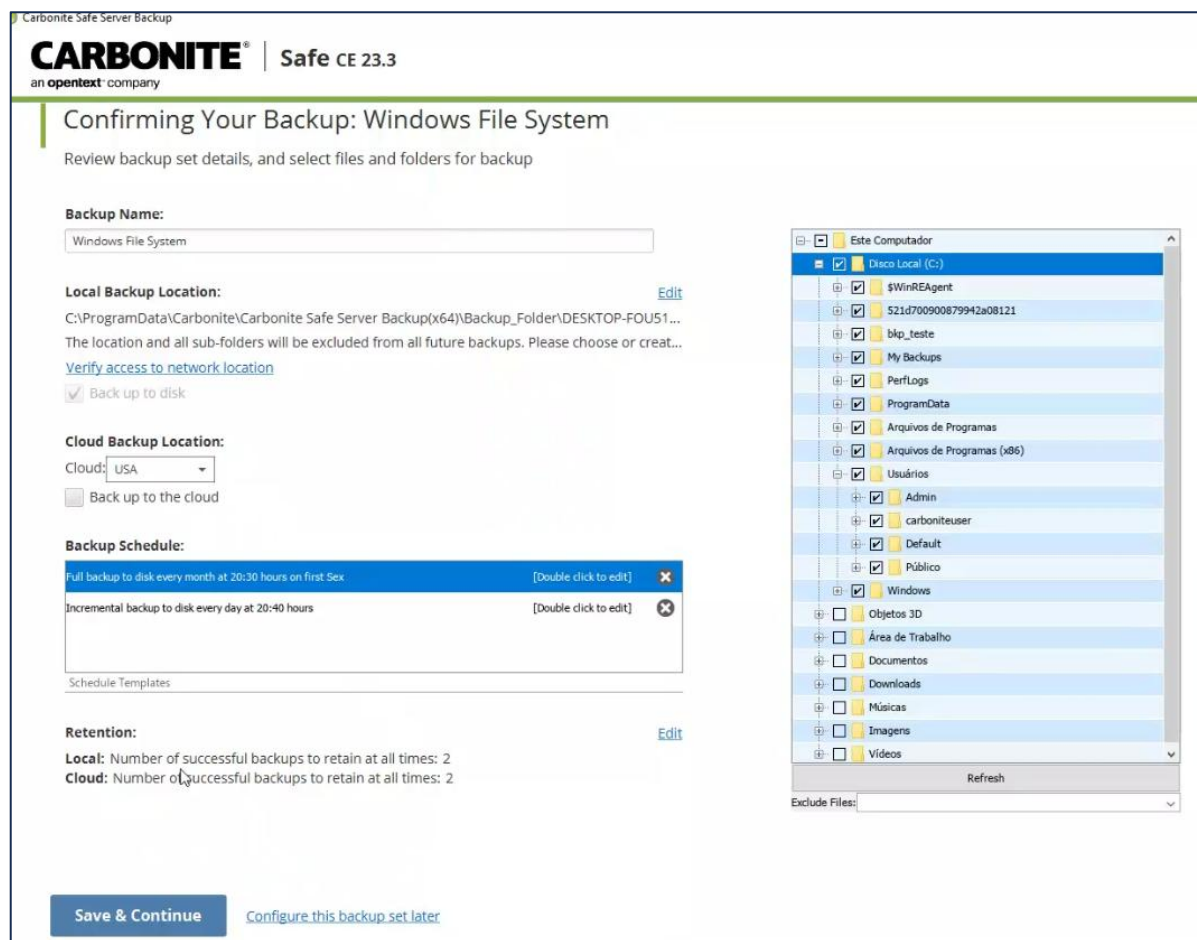 Carbonite Safe Server Backup
CARBONITE® | Safe CE 23.3
an opentext™ company
Confirming Your Backup: Windows File System
Review backup set details, and select files and folders for backup
Backup Name:
Windows File System
Local Backup Location: Edit
C:\ProgramData\Carbonite\Carbonite Safe Server Backup(x64)\Backup_Folder\DESKTOP-FOU51...
The location and all sub-folders will be excluded from all future backups. Please choose or creat...
Verify access to network location
Back up to disk
Cloud Backup Location:
Cloud: USA
Back up to the cloud
Backup Schedule:
Full backup to disk every month at 20:30 hours on first Sex [Double click to edit]
Incremental backup to disk every day at 20:40 hours [Double click to edit]
Schedule Templates
Retention: Edit
Local: Number of successful backups to retain at all times: 2
Cloud: Number of successful backups to retain at all times: 2
Save & Continue Configure this backup set later
Este Computador
Disco Local (C:)
$WinREAgent
521d700900879942a08121
bkp_teste
My Backups
PerfLogs
ProgramData
Arquivos de Programas
Arquivos de Programas (x86)
Usuários
Admin
carboniteuser
Default
Público
Windows
Objetos 3D
Área de Trabalho
Documentos
Downloads
Músicas
Imagens
Vídeos
Refresh
Exclude Files: